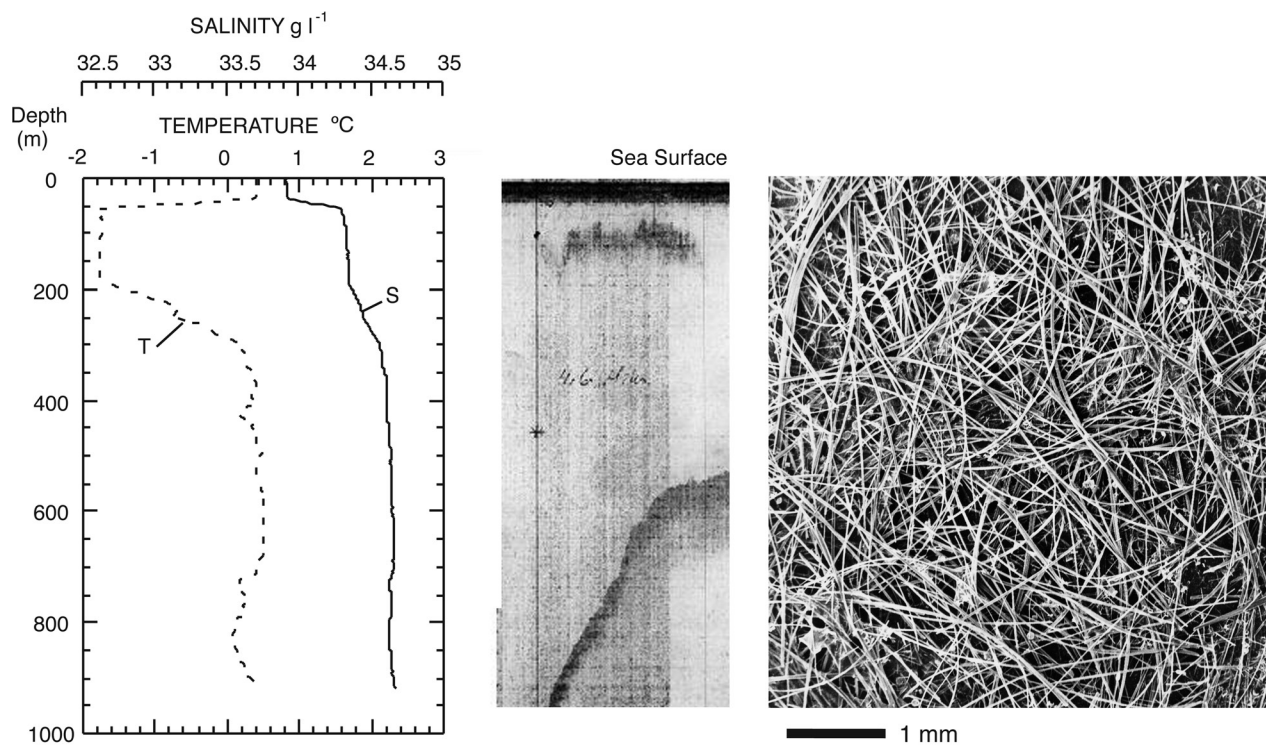 SALINITY g l-1
32.5 33 33.5 34 34.5 35
Depth
(m)
TEMPERATURE ºC
-2 -1 0 1 2 3
Sea Surface
0
200
S
T
400
600
800
1000
1 mm